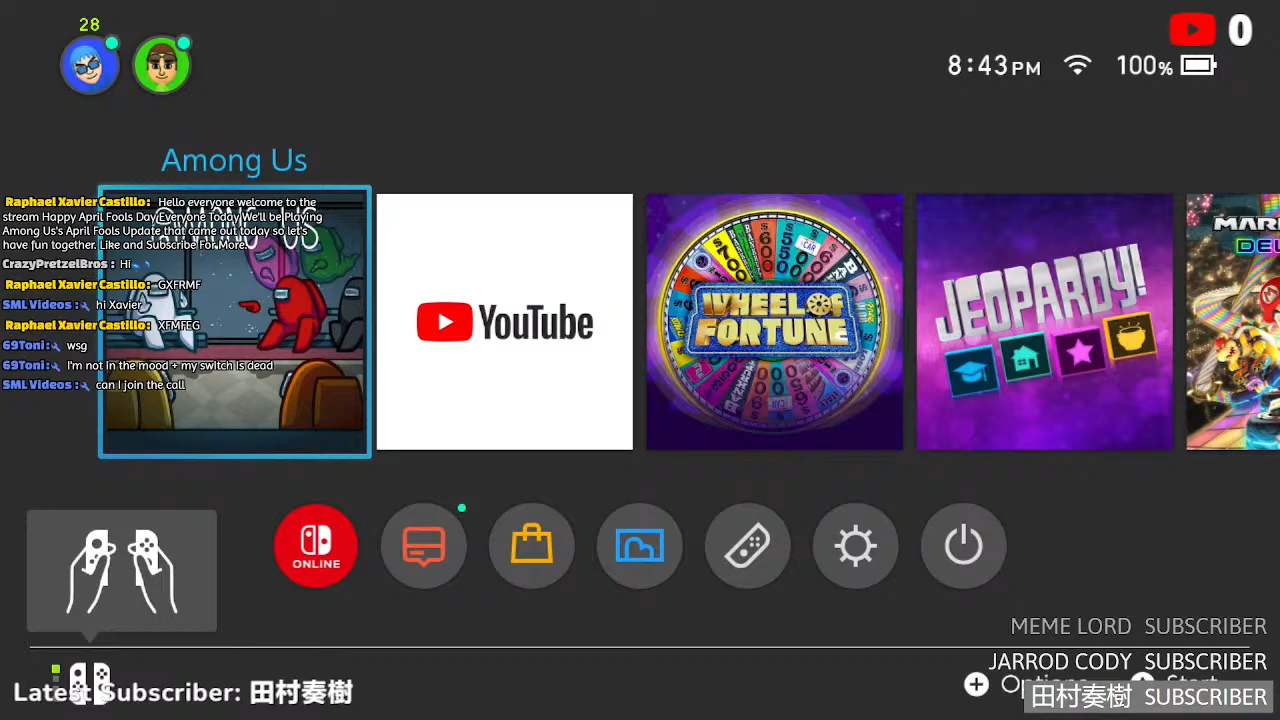 28
0
8:43PM
100%
Among Us
Raphael Xavier Castillo: Hello everyone welcome to the
stream Happy April Fools Day Everyone Today We'll be Playing
Among Us's April Fools Update that came out today so let's
have fun together. Like and Subscribe For More.
CrazyPretzelBros: Hi
Raphael Xavier Castillo: GXFRMF
SML Videos: hi Xavier
Raphael Xavier Castillo: XFMFEG
69Toni: wsg
69Toni: I'm not in the mood + my switch is dead
SML Videos: can I join the call
YouTube
WHEEL OF
FORTUNE
JEOPARDY!
ONLINE
MEME LORD SUBSCRIBER
JARROD CODY SUBSCRIBER
Options
Start
田村奏樹 SUBSCRIBER
Latest Subscriber: 田村奏樹